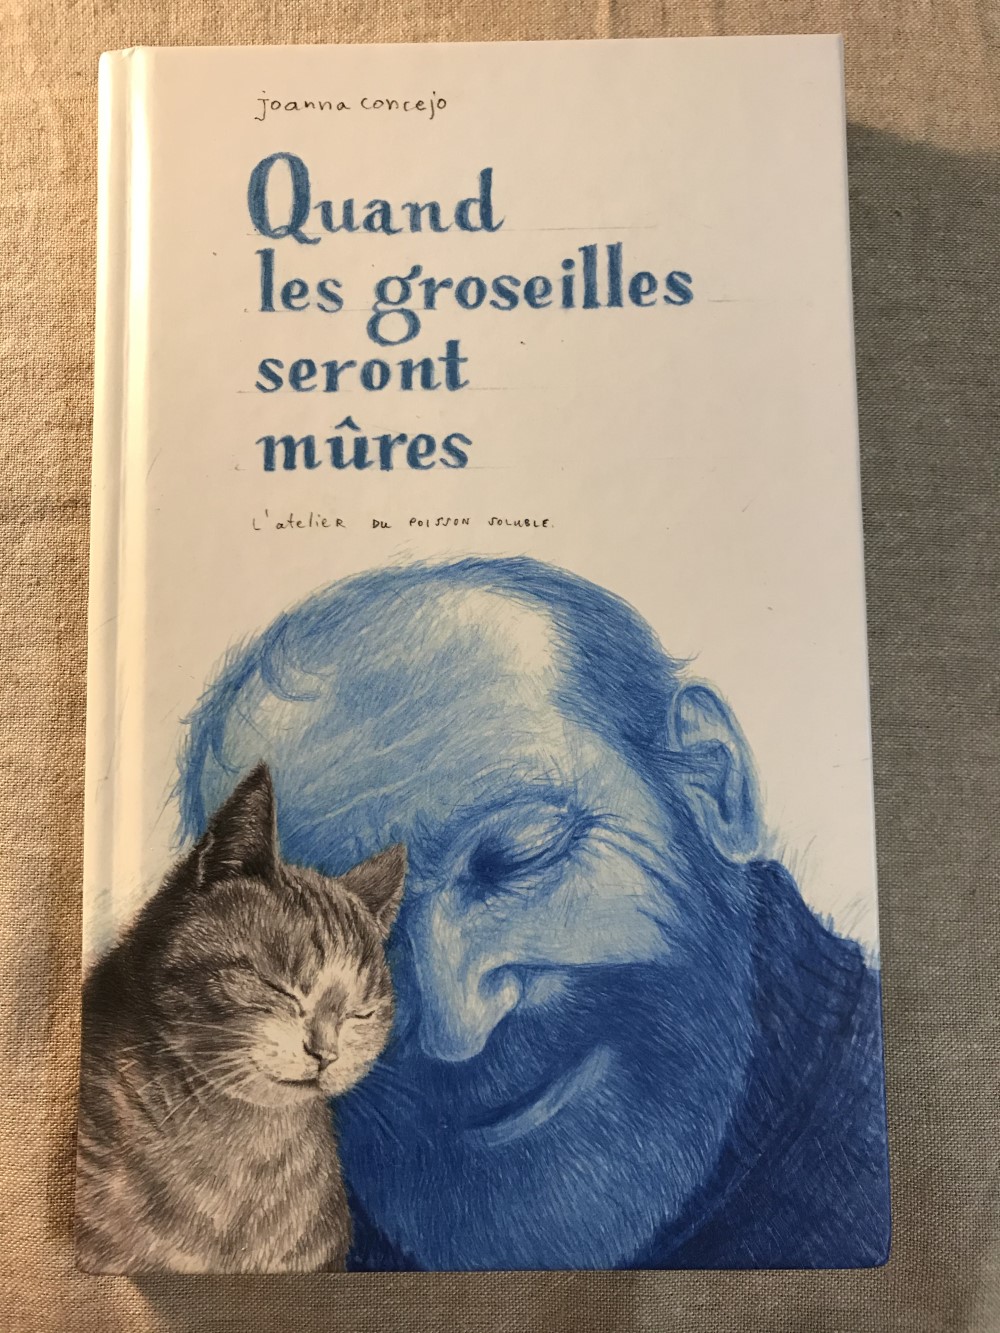 joanna concejo
Quand
les groseilles
seront
mûres
L'atelier DU POISSON SOLUBLE.